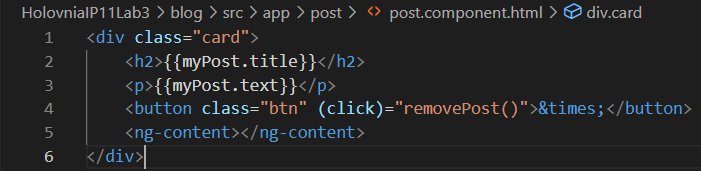 HolovniaIP11Lab3 > blog > src > app > post > <> post.component.html > div.card
1 <div class="card">
2 <h2>{{myPost.title}}</h2>
3 <p>{{myPost.text}}</p>
4 <button class="btn" (click)="removePost()">&times;</button>
5 <ng-content></ng-content>
6 </div>